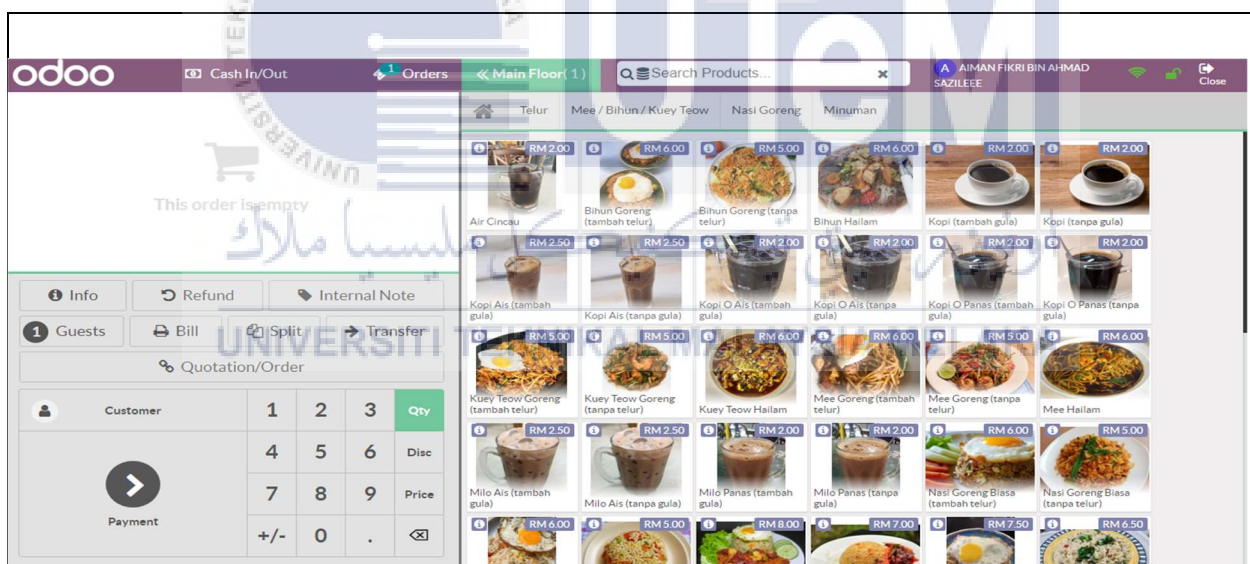 UTeM
odoo
Cash In/Out
1 Orders
Main Floor(1)
Search Products...
A AIMAN FIKRI BIN AHMAD
SAZILEEE
Close
Telur Mee / Bihun / Kuey Teow Nasi Goreng Minuman
This order is empty
RM 2.00 RM 6.00 RM 5.00 RM 6.00 RM 2.00 RM 2.00
Air Cincau
Bihun Goreng (tambah telur)
Bihun Goreng (tanpa telur)
Bihun Hailam
Kopi (tambah gula)
Kopi (tanpa gula)
مليسيا ملاك
RM 2.50 RM 2.50 RM 2.00 RM 2.00 RM 2.00 RM 2.00
Kopi Ais (tambah gula)
Kopi Ais (tanpa gula)
Kopi O Ais (tambah gula)
Kopi O Ais (tanpa gula)
Kopi O Panas (tambah gula)
Kopi O Panas (tanpa gula)
Info Refund Internal Note
1 Guests Bill Split Transfer
UNIVERSITI
Quotation/Order
RM 5.00 RM 6.00 RM 6.00 RM 5.00 RM 6.00
Kuey Teow Goreng (tambah telur)
Kuey Teow Goreng (tanpa telur)
Kuey Teow Hailam
Mee Goreng (tambah telur)
Mee Goreng (tanpa telur)
Mee Hailam
Customer
1 2 3 Qty
4 5 6 Disc
7 8 9 Price
+/- 0 .
Payment
RM 2.50 RM 2.50 RM 2.00 RM 2.00 RM 6.00 RM 5.00
Milo Ais (tambah gula)
Milo Ais (tanpa gula)
Milo Panas (tambah gula)
Milo Panas (tanpa gula)
Nasi Goreng Biasa (tambah telur)
Nasi Goreng Biasa (tanpa telur)
RM 6.00 RM 5.00 RM 8.00 RM 7.00 RM 7.50 RM 6.50